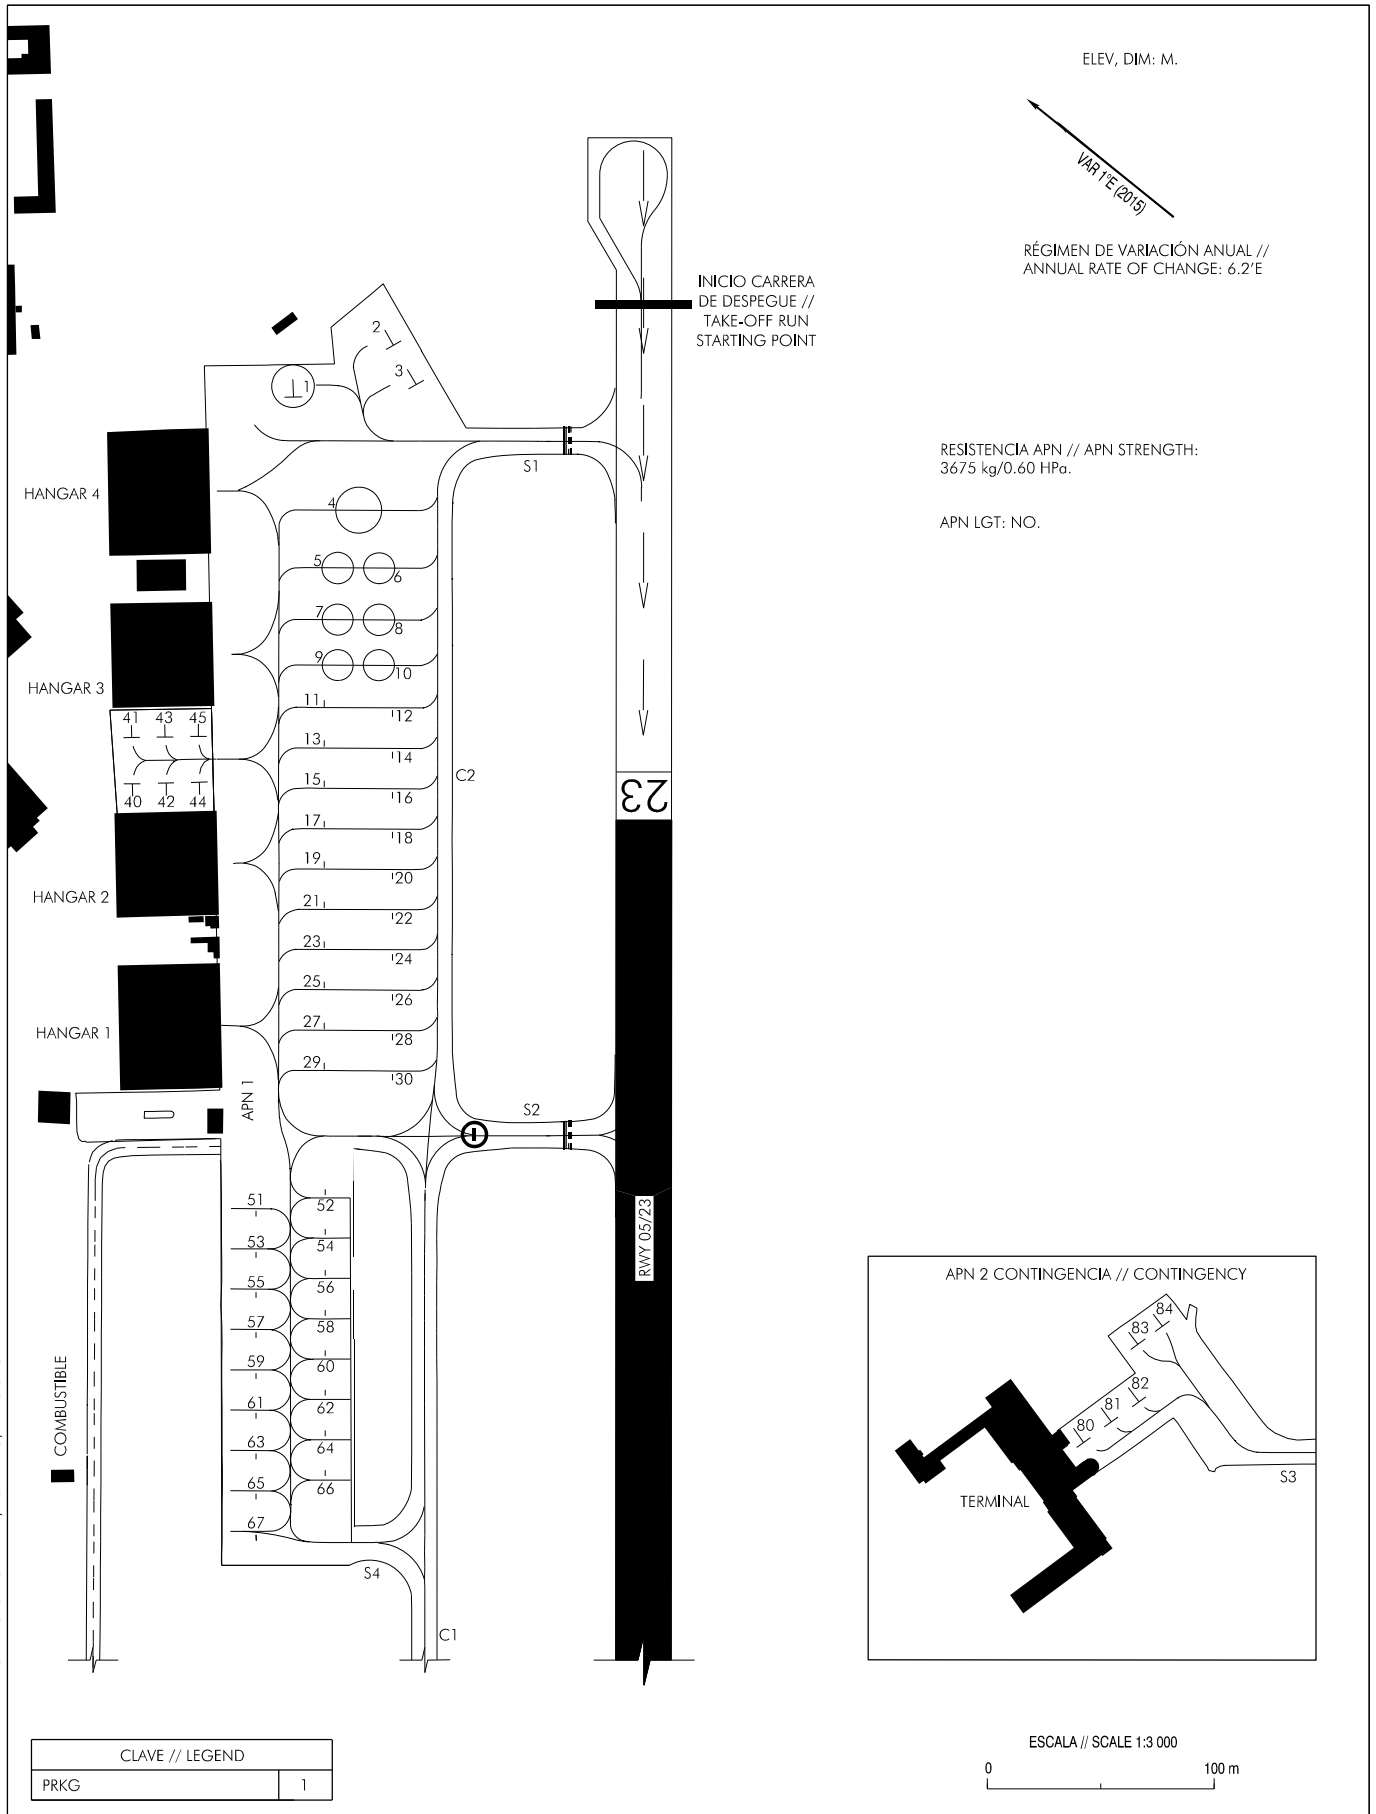 ELEV, DIM: M.
VAR 1°E (2015)
RÉGIMEN DE VARIACIÓN ANUAL //
ANNUAL RATE OF CHANGE: 6.2'E
INICIO CARRERA
DE DESPEGUE //
TAKE-OFF RUN
STARTING POINT
2
3
1
RESISTENCIA APN // APN STRENGTH:
3675 kg/0.60 HPa.
APN LGT: NO.
S1
HANGAR 4
4
5
6
7
8
9
10
HANGAR 3
11
12
41 43 45
13
14
C2
15
16
23
40 42 44
17
18
19
20
HANGAR 2
21
22
23
24
25
26
HANGAR 1
27
28
29
30
APN 1
S2
51
52
53
54
55
56
57
58
59
60
61
62
63
64
65
66
67
RWY 05/23
COMBUSTIBLE
S4
C1
APN 2 CONTINGENCIA // CONTINGENCY
84
83
82
81
80
S3
TERMINAL
CLAVE // LEGEND
PRKG 1
ESCALA // SCALE 1:3 000
0 100 m